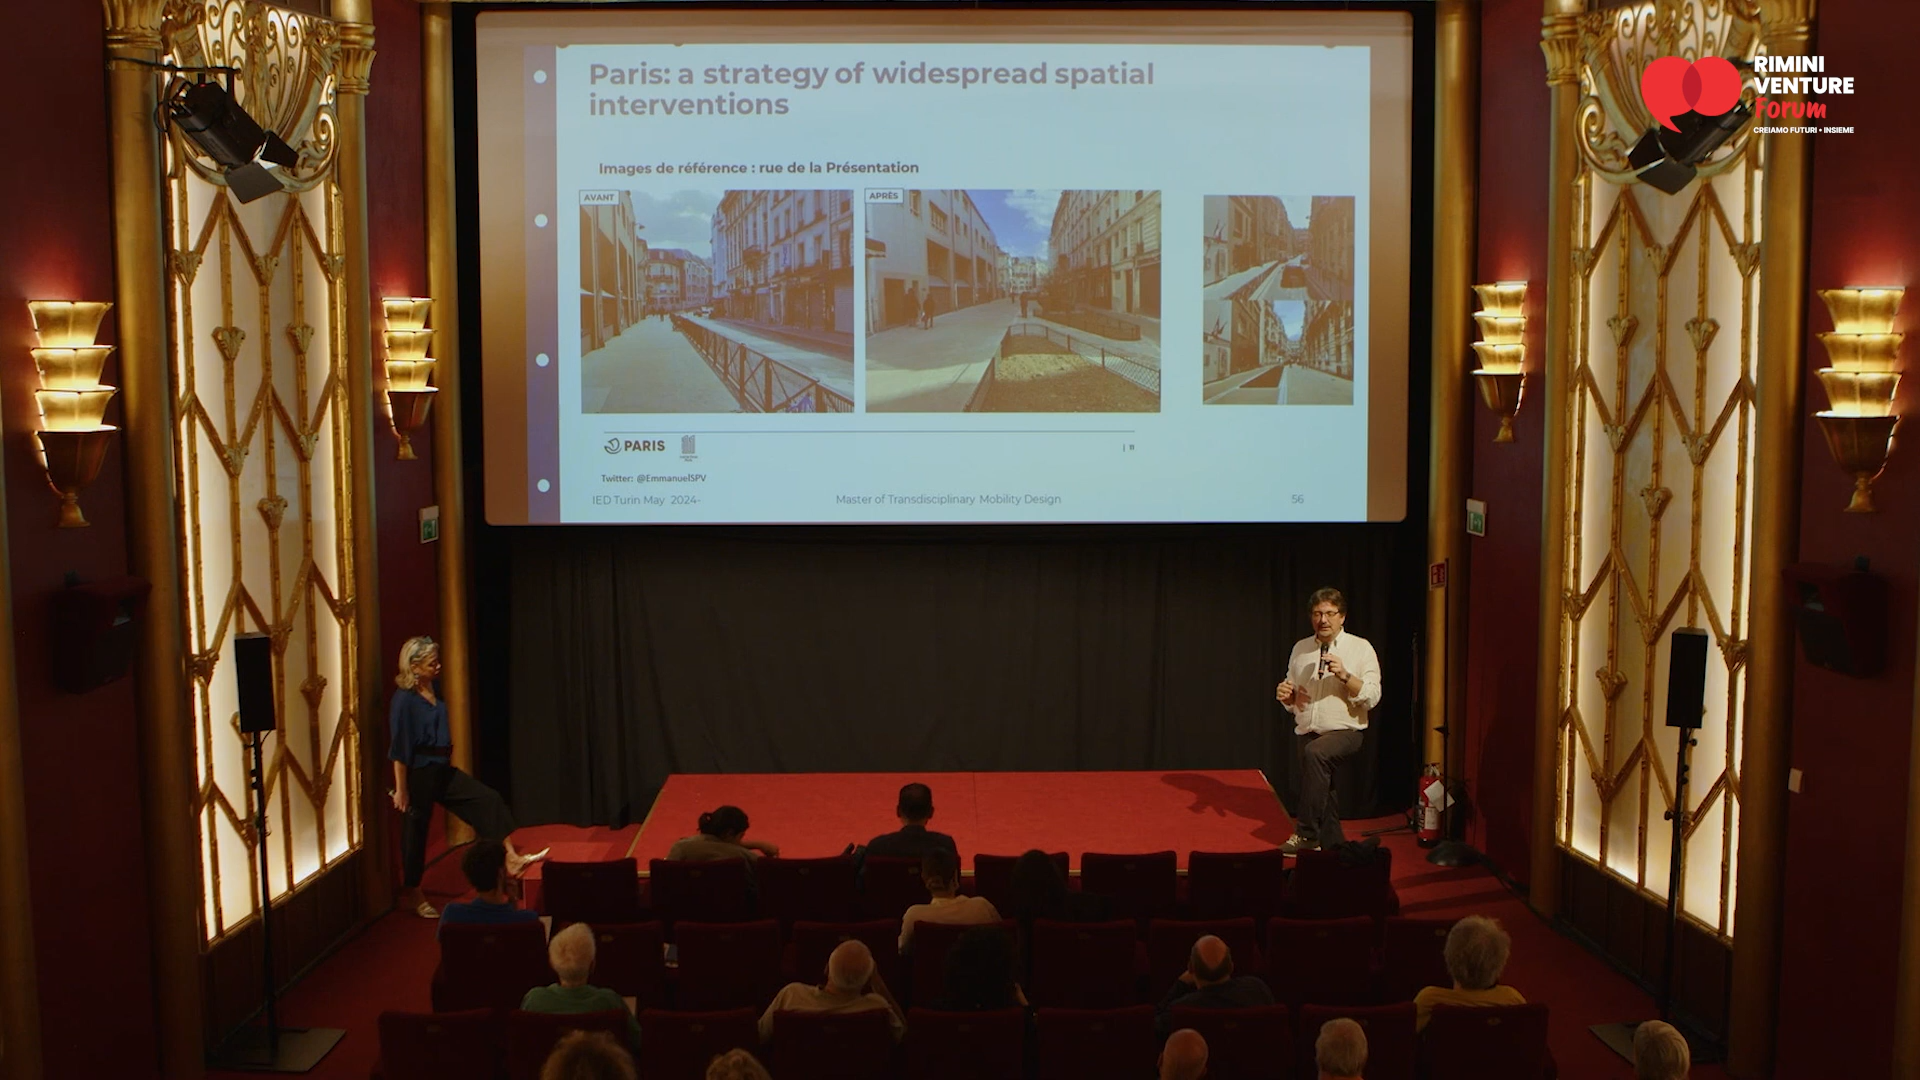 Paris: a strategy of widespread spatial
interventions
Images de référence : rue de la Présentation
AVANT
APRÈS
PARIS
| 11
Twitter: @EmmanuelSPV
IED Turin May 2024-
Master of Transdisciplinary Mobility Design
56
RIMINI
VENTURE
Forum
CREIAMO FUTURI • INSIEME